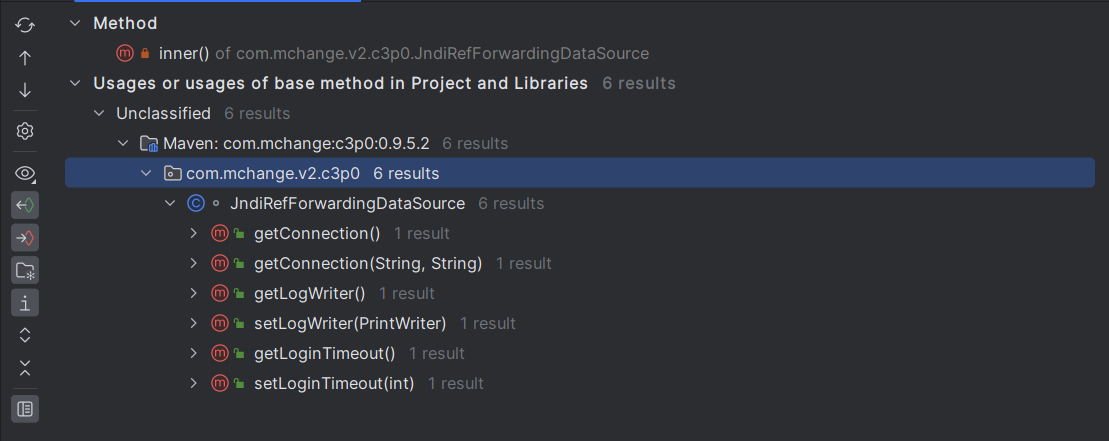 Method
inner() of com.mchange.v2.c3p0.JndiRefForwardingDataSource
Usages or usages of base method in Project and Libraries 6 results
Unclassified 6 results
Maven: com.mchange:c3p0:0.9.5.2 6 results
com.mchange.v2.c3p0 6 results
JndiRefForwardingDataSource 6 results
getConnection() 1 result
getConnection(String, String) 1 result
getLogWriter() 1 result
setLogWriter(PrintWriter) 1 result
getLoginTimeout() 1 result
setLoginTimeout(int) 1 result